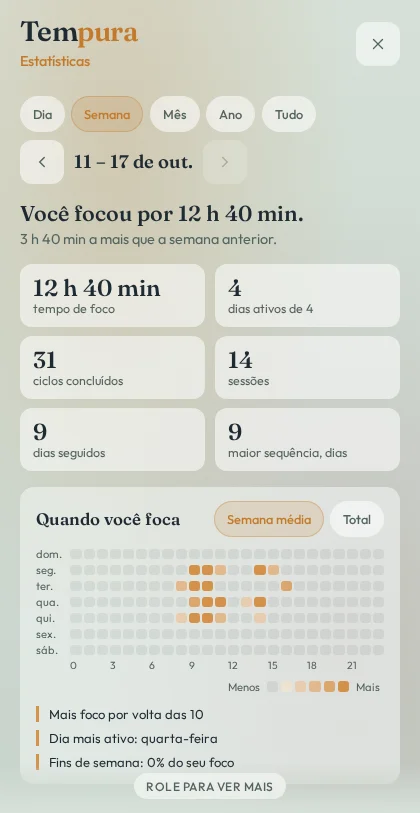 Tempura
Estatísticas
Dia Semana Mês Ano Tudo
11 – 17 de out.
Você focou por 12 h 40 min.
3 h 40 min a mais que a semana anterior.
12 h 40 min
tempo de foco
4
dias ativos de 4
31
ciclos concluídos
14
sessões
9
dias seguidos
9
maior sequência, dias
Quando você foca
Semana média Total
dom.
seg.
ter.
qua.
qui.
sex.
sáb.
0 3 6 9 12 15 18 21
Menos Mais
Mais foco por volta das 10
Dia mais ativo: quarta-feira
Fins de semana: 0% do seu foco
ROLE PARA VER MAIS